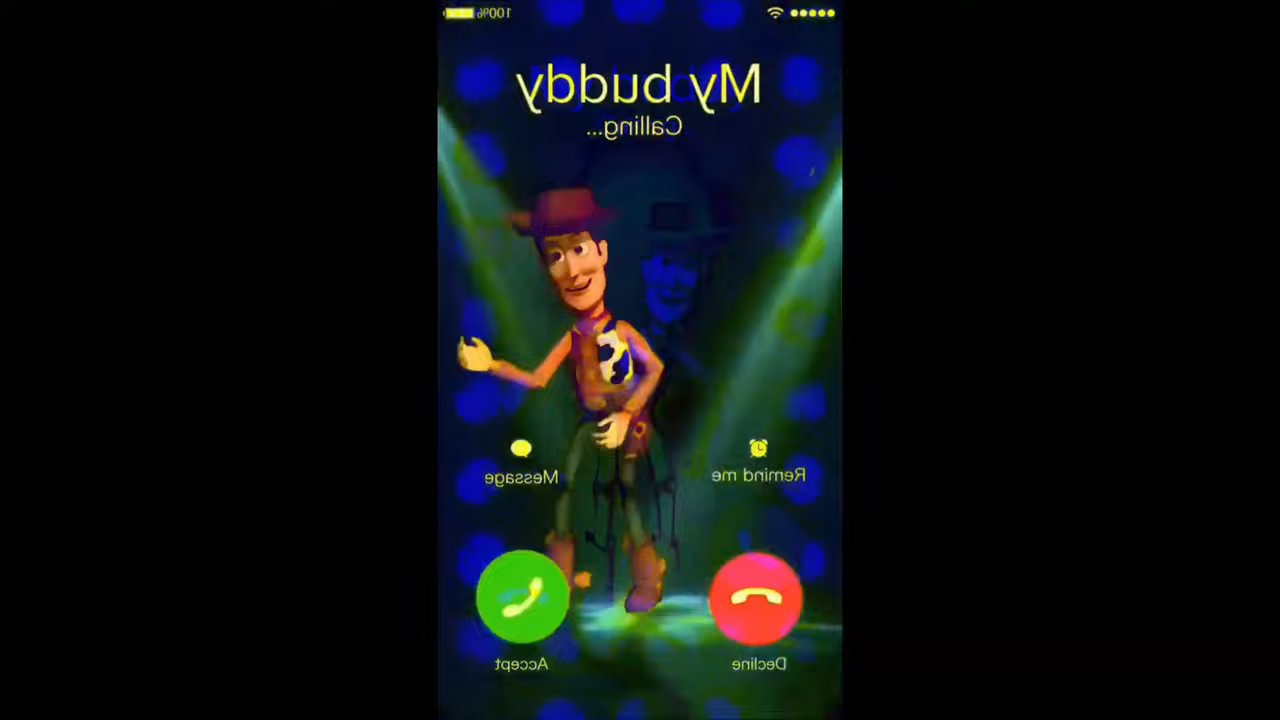 100%
My buddy
Calling...
Message
Remind me
Accept
Decline